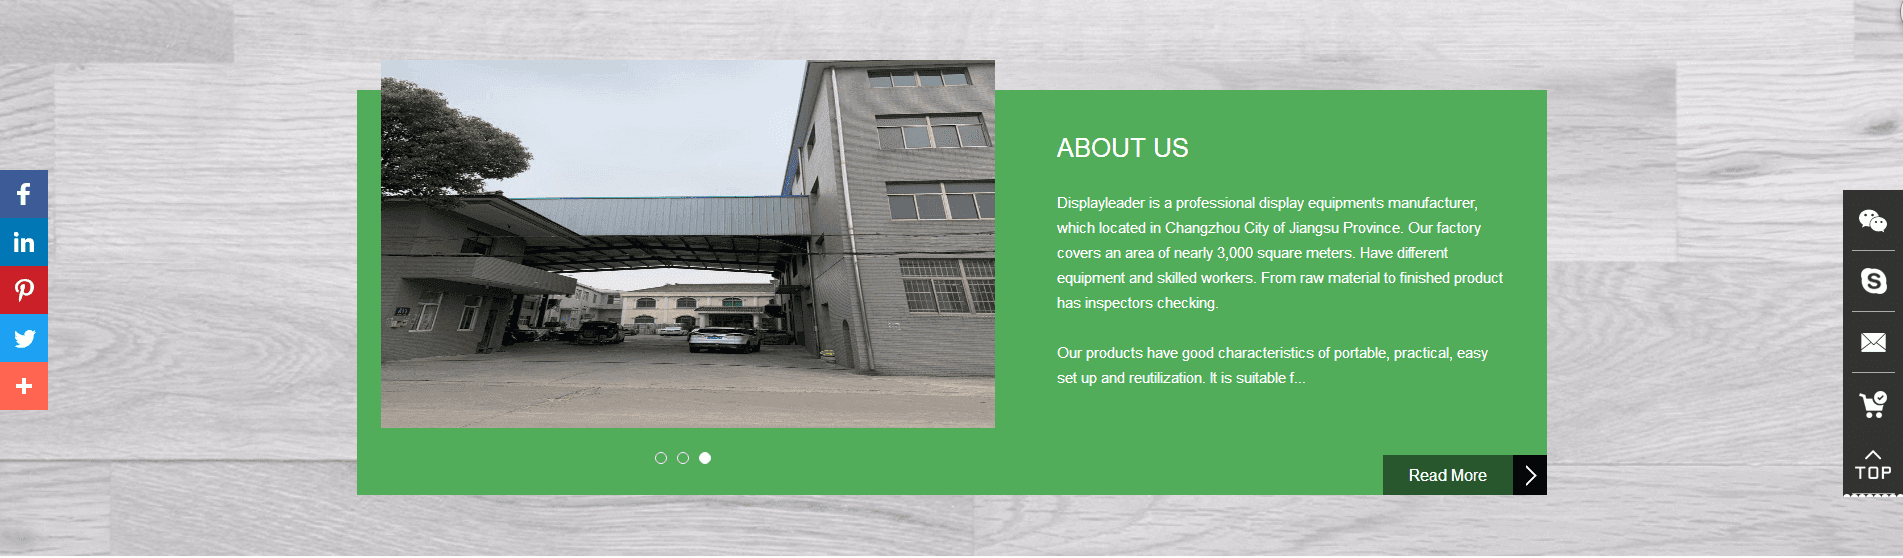 ABOUT US
Displayleader is a professional display equipments manufacturer,
which located in Changzhou City of Jiangsu Province. Our factory
covers an area of nearly 3,000 square meters. Have different
equipment and skilled workers. From raw material to finished product
has inspectors checking.
Our products have good characteristics of portable, practical, easy
set up and reutilization. It is suitable f...
Read More
TOP